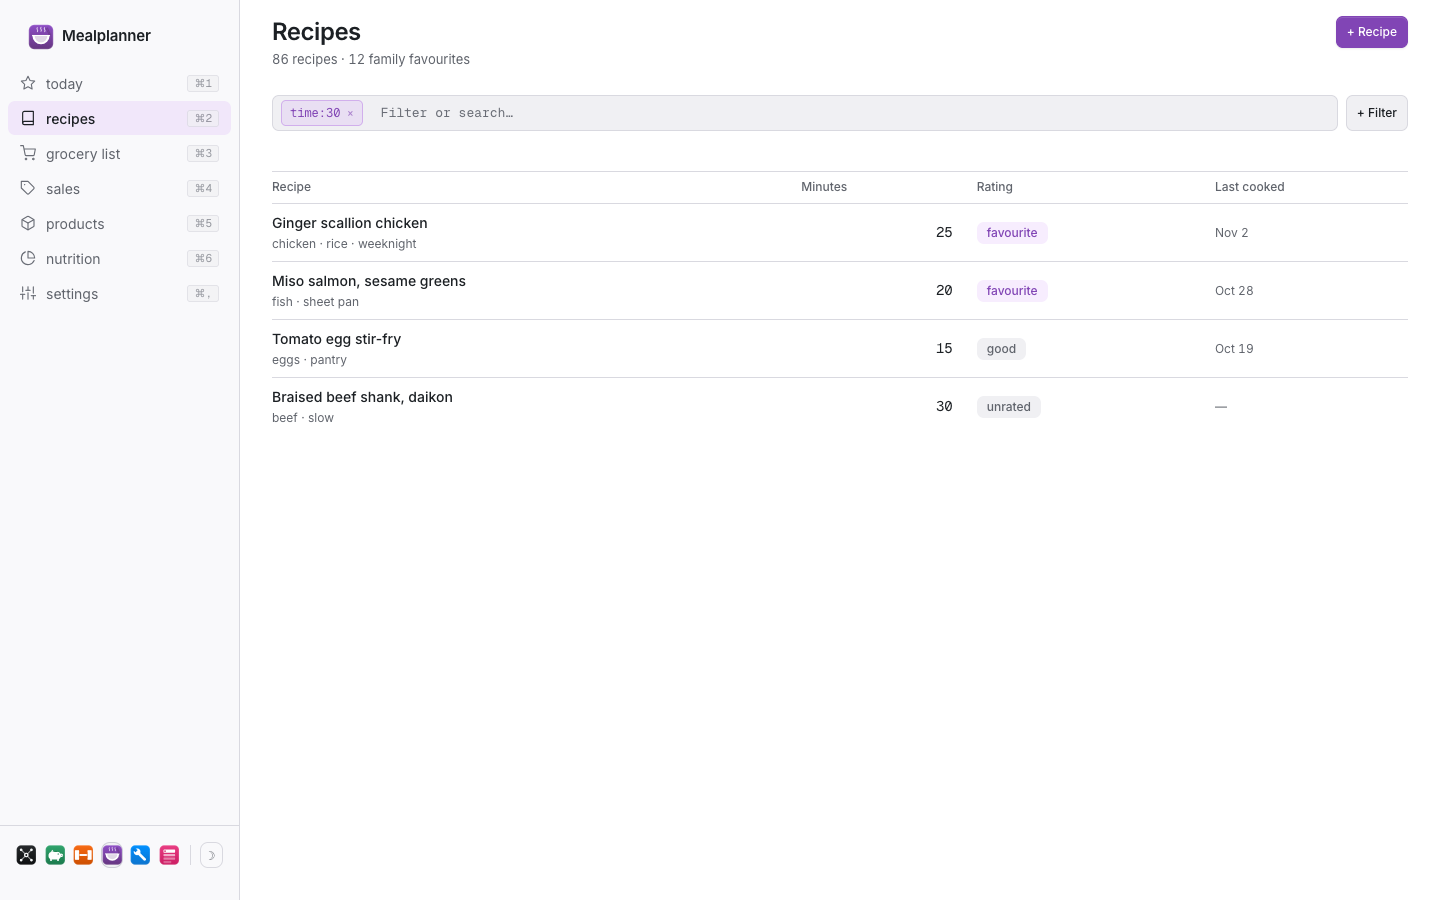 Mealplanner
today ⌘1
recipes ⌘2
grocery list ⌘3
sales ⌘4
products ⌘5
nutrition ⌘6
settings ⌘,
Recipes
86 recipes · 12 family favourites
+ Recipe
time:30 × Filter or search…
+ Filter
Recipe Minutes Rating Last cooked
Ginger scallion chicken
chicken · rice · weeknight
25 favourite Nov 2
Miso salmon, sesame greens
fish · sheet pan
20 favourite Oct 28
Tomato egg stir-fry
eggs · pantry
15 good Oct 19
Braised beef shank, daikon
beef · slow
30 unrated —